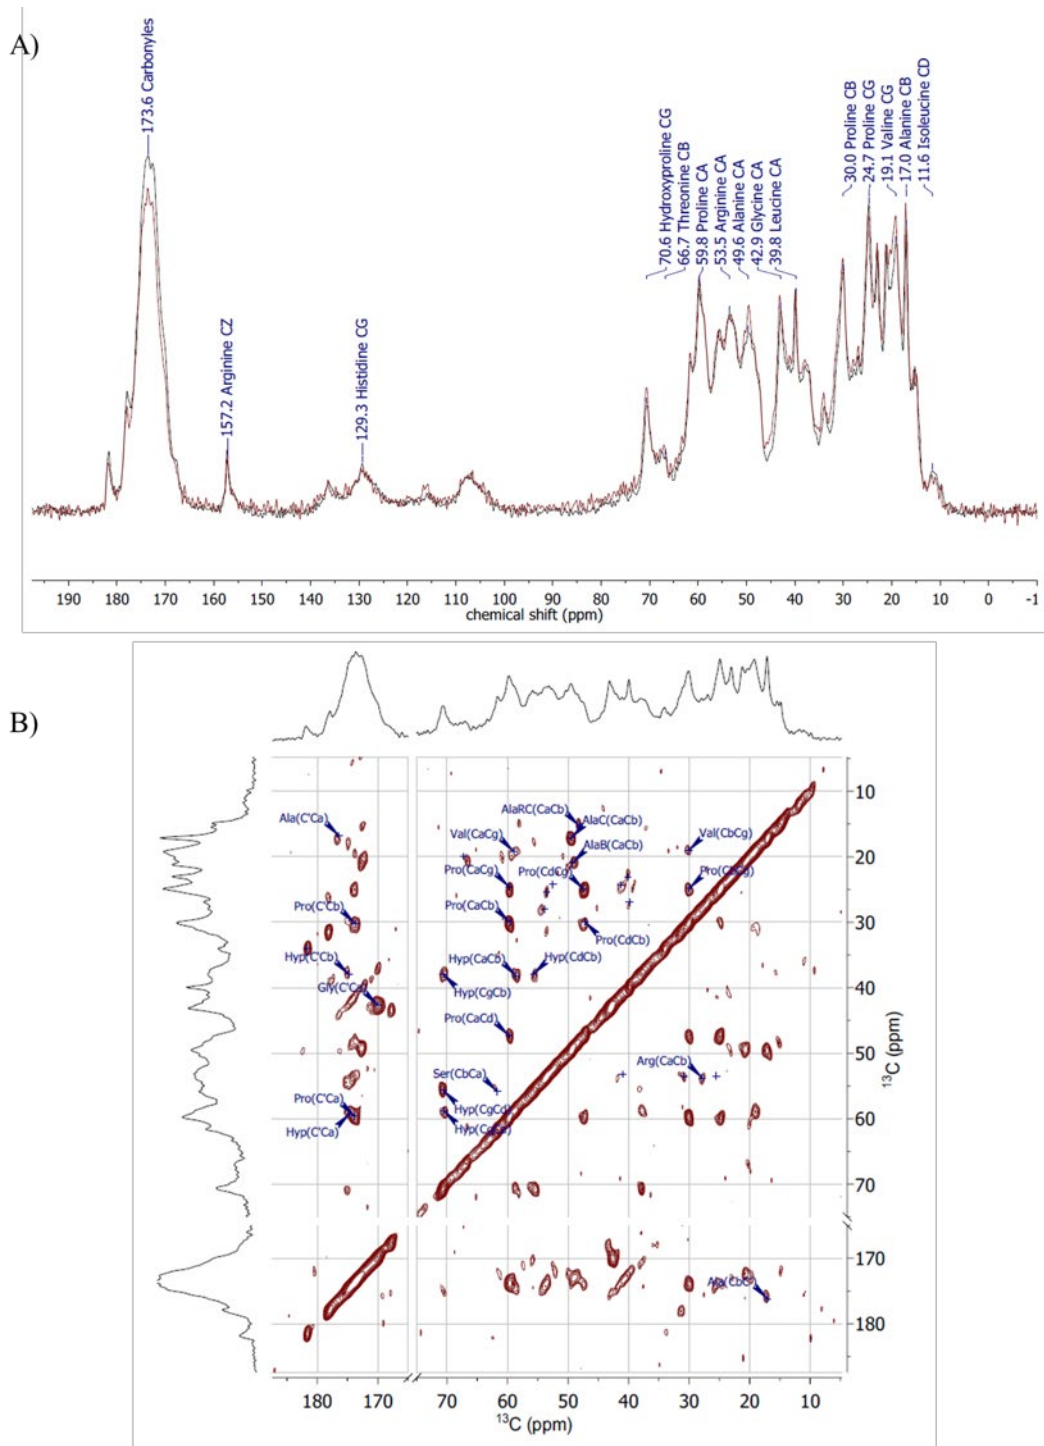 A)
173.6 Carbonyles
157.2 Arginine CZ
129.3 Histidine CG
70.6 Hydroxyproline CG
66.7 Threonine CB
59.8 Proline CA
53.5 Arginine CA
49.6 Alanine CA
42.9 Glycine CA
39.8 Leucine CA
30.0 Proline CB
24.7 Proline CG
19.1 Valine CG
17.0 Alanine CB
11.6 Isoleucine CD
190 180 170 160 150 140 130 120 110 100 90 80 70 60 50 40 30 20 10 0 -1
chemical shift (ppm)
B)
Ala(C'Ca)
AlaRC(CaCb)
AlaC(CaCb)
Val(CaCg)
AlaB(CaCb)
Val(CbCg)
Pro(CaCg)
Pro(CdCg)
Pro(CbCg)
Pro(C'Cb)
Pro(CaCb)
Pro(CdCb)
Hyp(C'Cb)
Hyp(CaCb)
Hyp(CdCb)
Gly(C'Ca)
Hyp(CgCb)
Pro(CaCd)
Ser(CbCa)
Arg(CaCb)
Hyp(CgCd)
Pro(C'Ca)
Hyp(C'Ca)
10
20
30
40
50
60
70
170
180
13C (ppm)
180 170 70 60 50 40 30 20 10
13C (ppm)